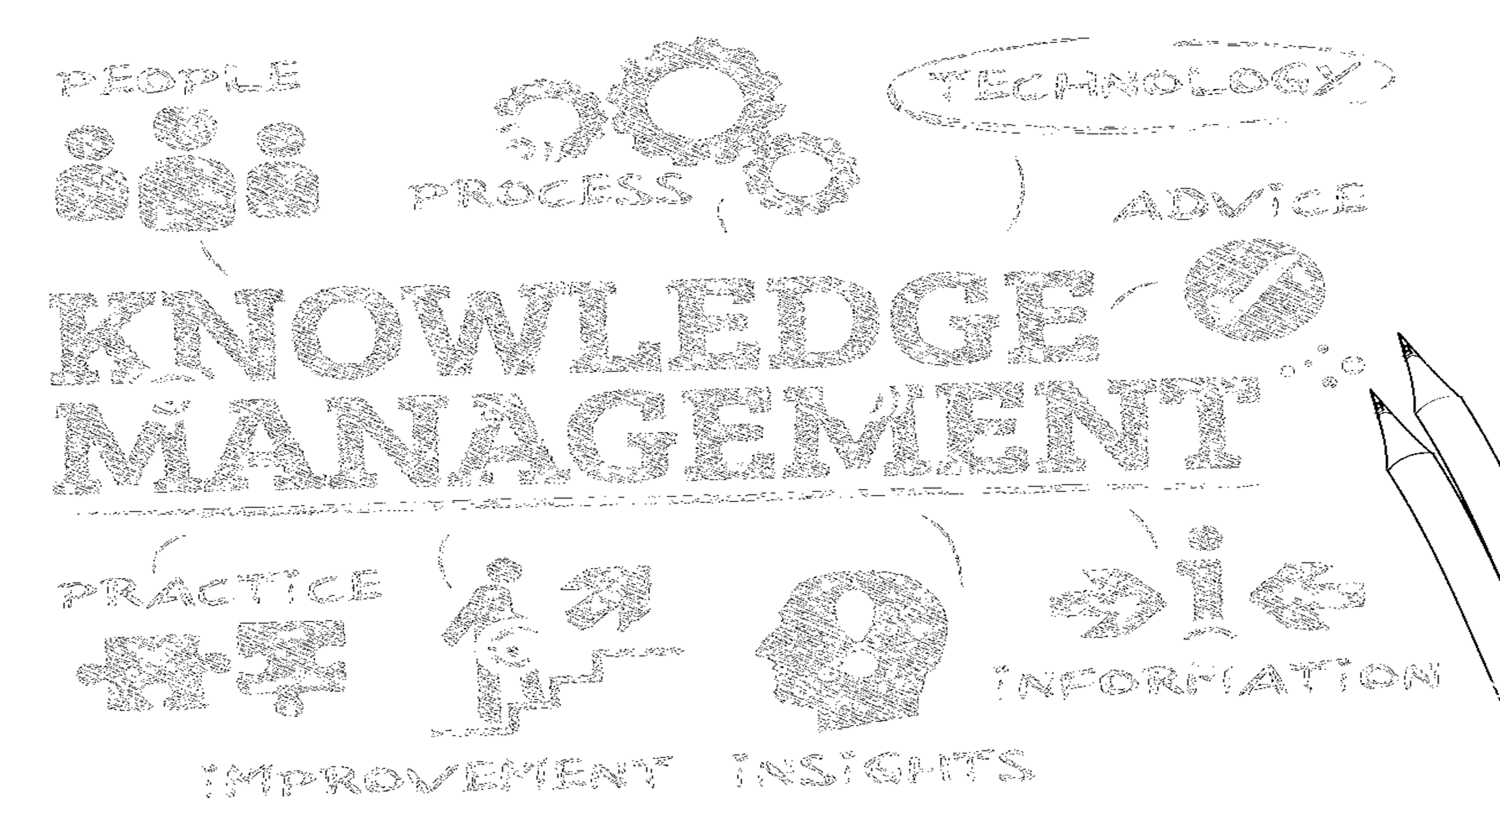 PEOPLE
PROCESS
TECHNOLOGY
ADViCE
KNOWLEDGE
MANAGEMENT
PRACTiCE
iMPROVEMENT
iNSiGHTS
iNFORMATiON